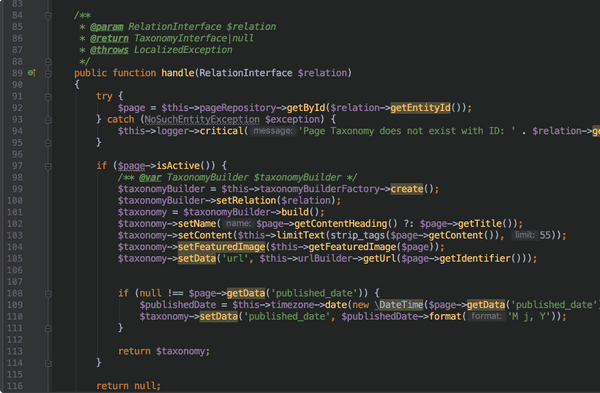 83
84 /**
85 * @param RelationInterface $relation
86 * @return TaxonomyInterface|null
87 * @throws LocalizedException
88 */
89 public function handle(RelationInterface $relation)
90 {
91 try {
92 $page = $this->pageRepository->getById($relation->getEntityId());
93 } catch (NoSuchEntityException $exception) {
94 $this->logger->critical( message: 'Page Taxonomy does not exist with ID: ' . $relation->ge
95 }
96
97 if ($page->isActive()) {
98 /** @var TaxonomyBuilder $taxonomyBuilder */
99 $taxonomyBuilder = $this->taxonomyBuilderFactory->create();
100 $taxonomyBuilder->setRelation($relation);
101 $taxonomy = $taxonomyBuilder->build();
102 $taxonomy->setName( name: $page->getContentHeading() ?: $page->getTitle());
103 $taxonomy->setContent($this->limitText(strip_tags($page->getContent()), limit: 55));
104 $taxonomy->setFeaturedImage($this->getFeaturedImage($page));
105 $taxonomy->setData('url', $this->urlBuilder->getUrl($page->getIdentifier()));
106
107
108 if (null !== $page->getData('published_date')) {
109 $publishedDate = $this->timezone->date(new \DateTime($page->getData('published_date')
110 $taxonomy->setData('published_date', $publishedDate->format( format: 'M j, Y'));
111 }
112
113 return $taxonomy;
114 }
115
116 return null;